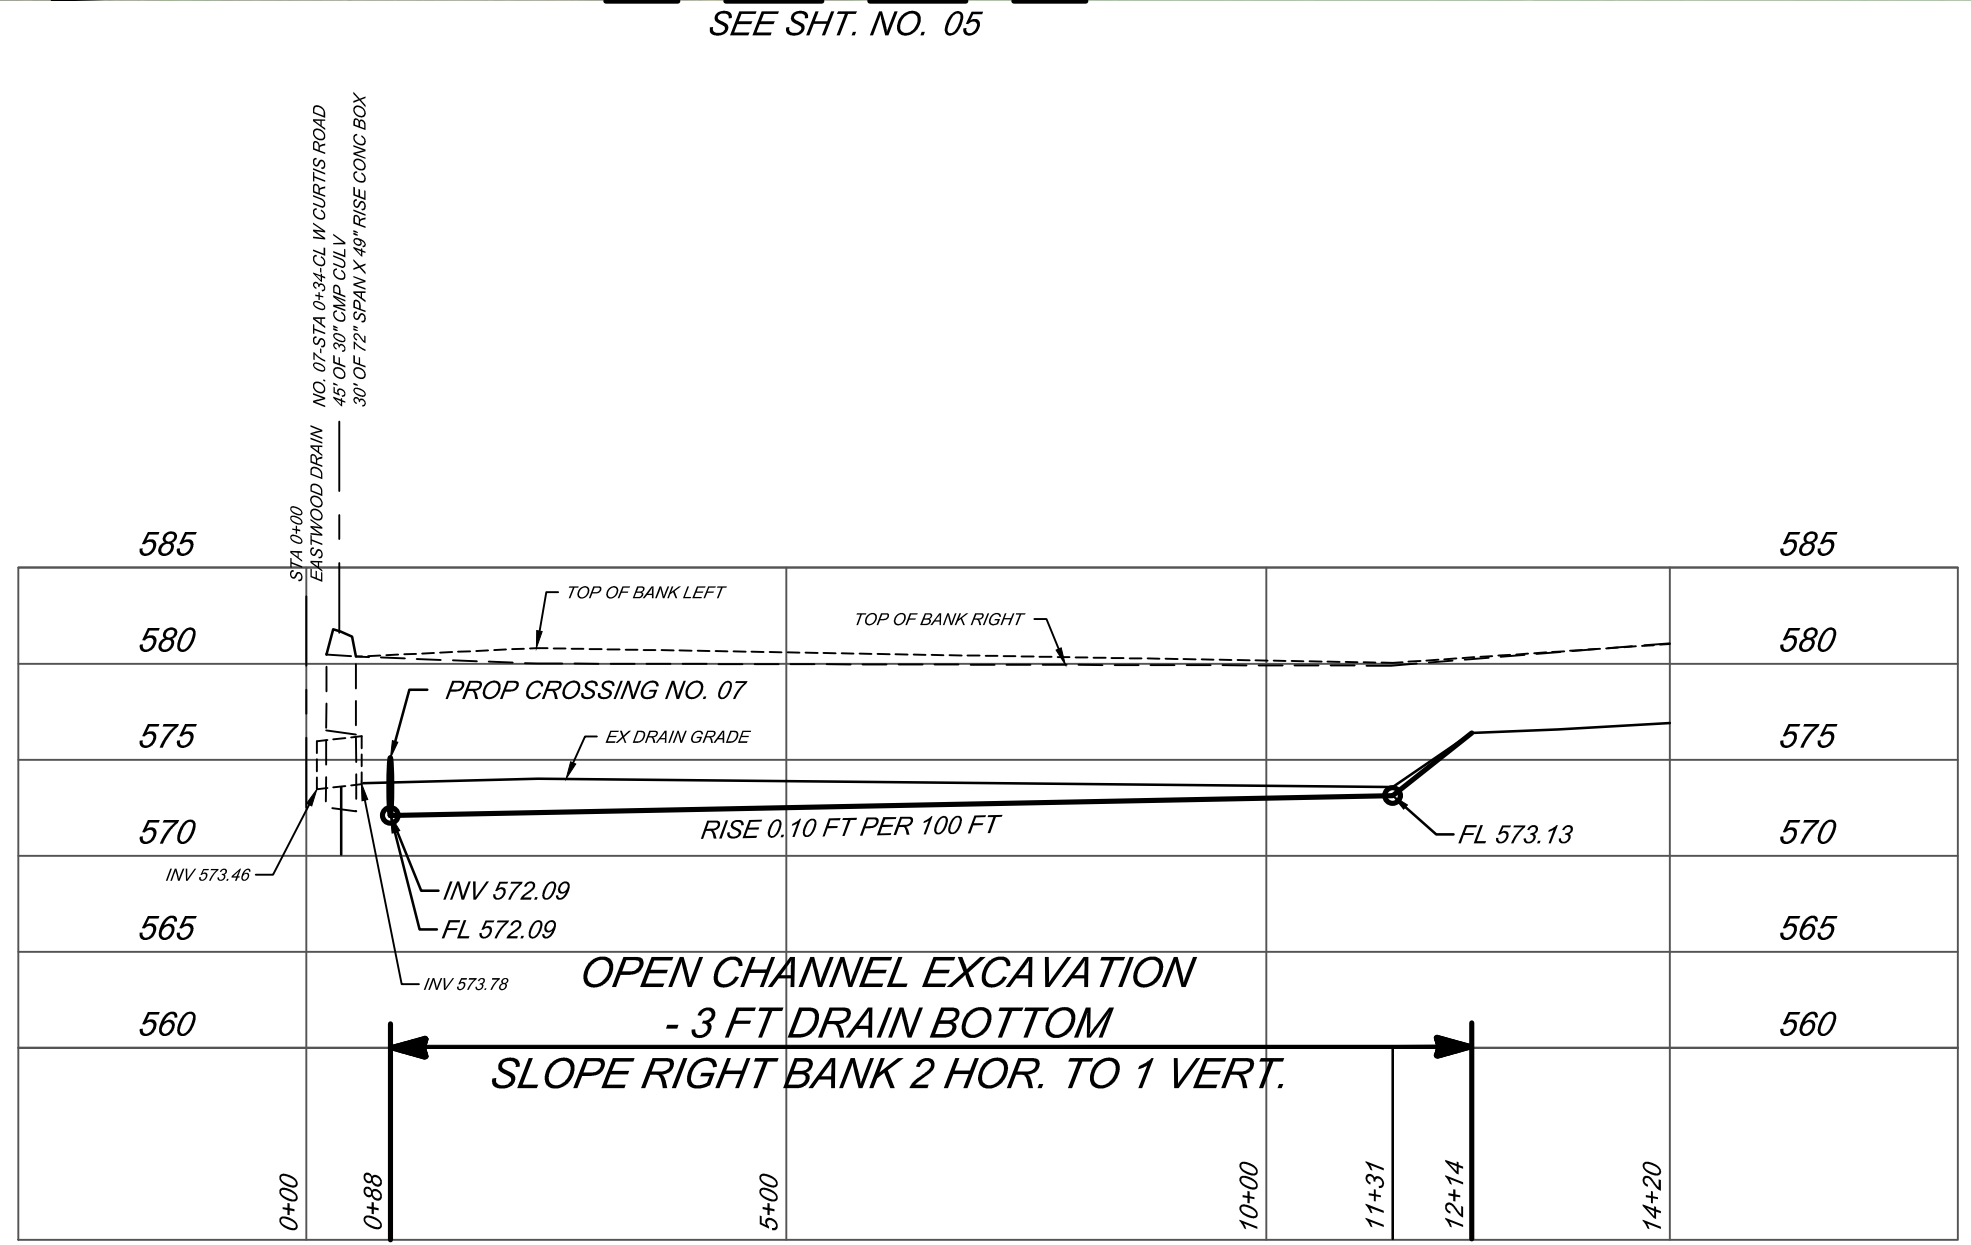 SEE SHT. NO. 05
NO. 07-STA 0+34-CL W CURTIS ROAD
45' OF 30" CMP CULV
30' OF 72" SPAN X 49" RISE CONC BOX
STA 0+00
EASTWOOD DRAIN
585
585
TOP OF BANK LEFT
TOP OF BANK RIGHT
580
580
PROP CROSSING NO. 07
575
EX DRAIN GRADE
575
570
RISE 0.10 FT PER 100 FT
FL 573.13
570
INV 573.46
INV 572.09
FL 572.09
565
565
INV 573.78
OPEN CHANNEL EXCAVATION
560
- 3 FT DRAIN BOTTOM
560
SLOPE RIGHT BANK 2 HOR. TO 1 VERT.
0+00
0+88
5+00
10+00
11+31
12+14
14+20